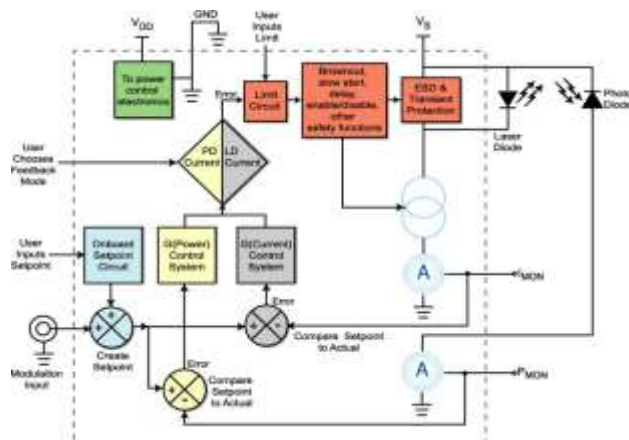 GND
User
Inputs
Limit
VDD
VS
To power
control
electronics
Error
Limit
Circuit
Brownout,
slow start,
delay,
enable/disable,
other
safety functions
ESD &
Transient
Protection
Laser
Diode
Photo
Diode
User
Chooses
Feedback
Mode
PD
Current
LD
Current
User
Inputs
Setpoint
Onboard
Setpoint
Circuit
G(Power)
Control
System
G(Current)
Control
System
A
IMON
Error
+
+
+
-
Create
Setpoint
Compare Setpoint
to Actual
Modulation
Input
Error
+
-
Compare
Setpoint
to Actual
A
PMON